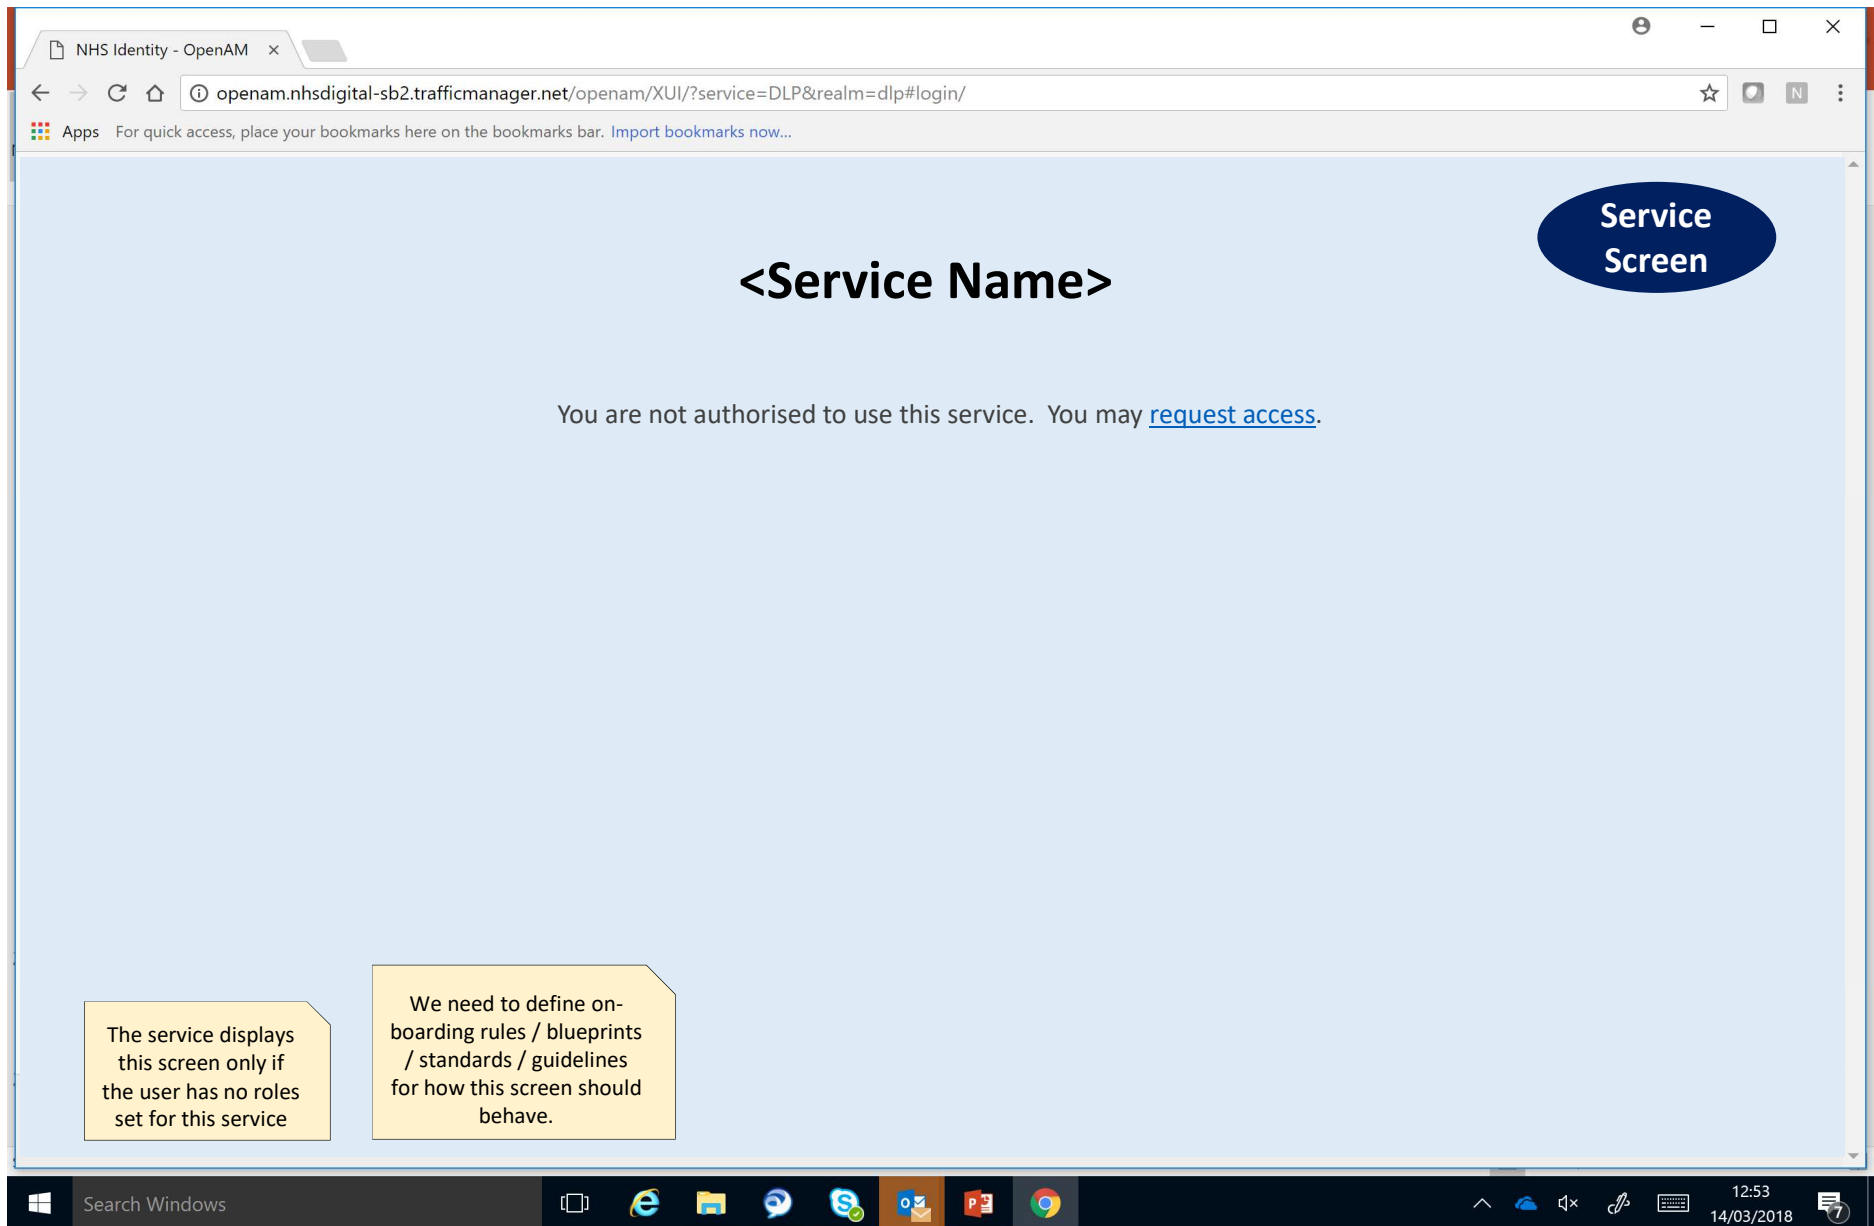 NHS Identity - OpenAM
openam.nhsdigital-sb2.trafficmanager.net/openam/XUI/?service=DLP&realm=dlp#login/
N
Apps For quick access, place your bookmarks here on the bookmarks bar. Import bookmarks now...
Service
Screen
<Service Name>
You are not authorised to use this service. You may request access.
The service displays
this screen only if
the user has no roles
set for this service
We need to define on-
boarding rules / blueprints
/ standards / guidelines
for how this screen should
behave.
Search Windows
12:53
14/03/2018
7